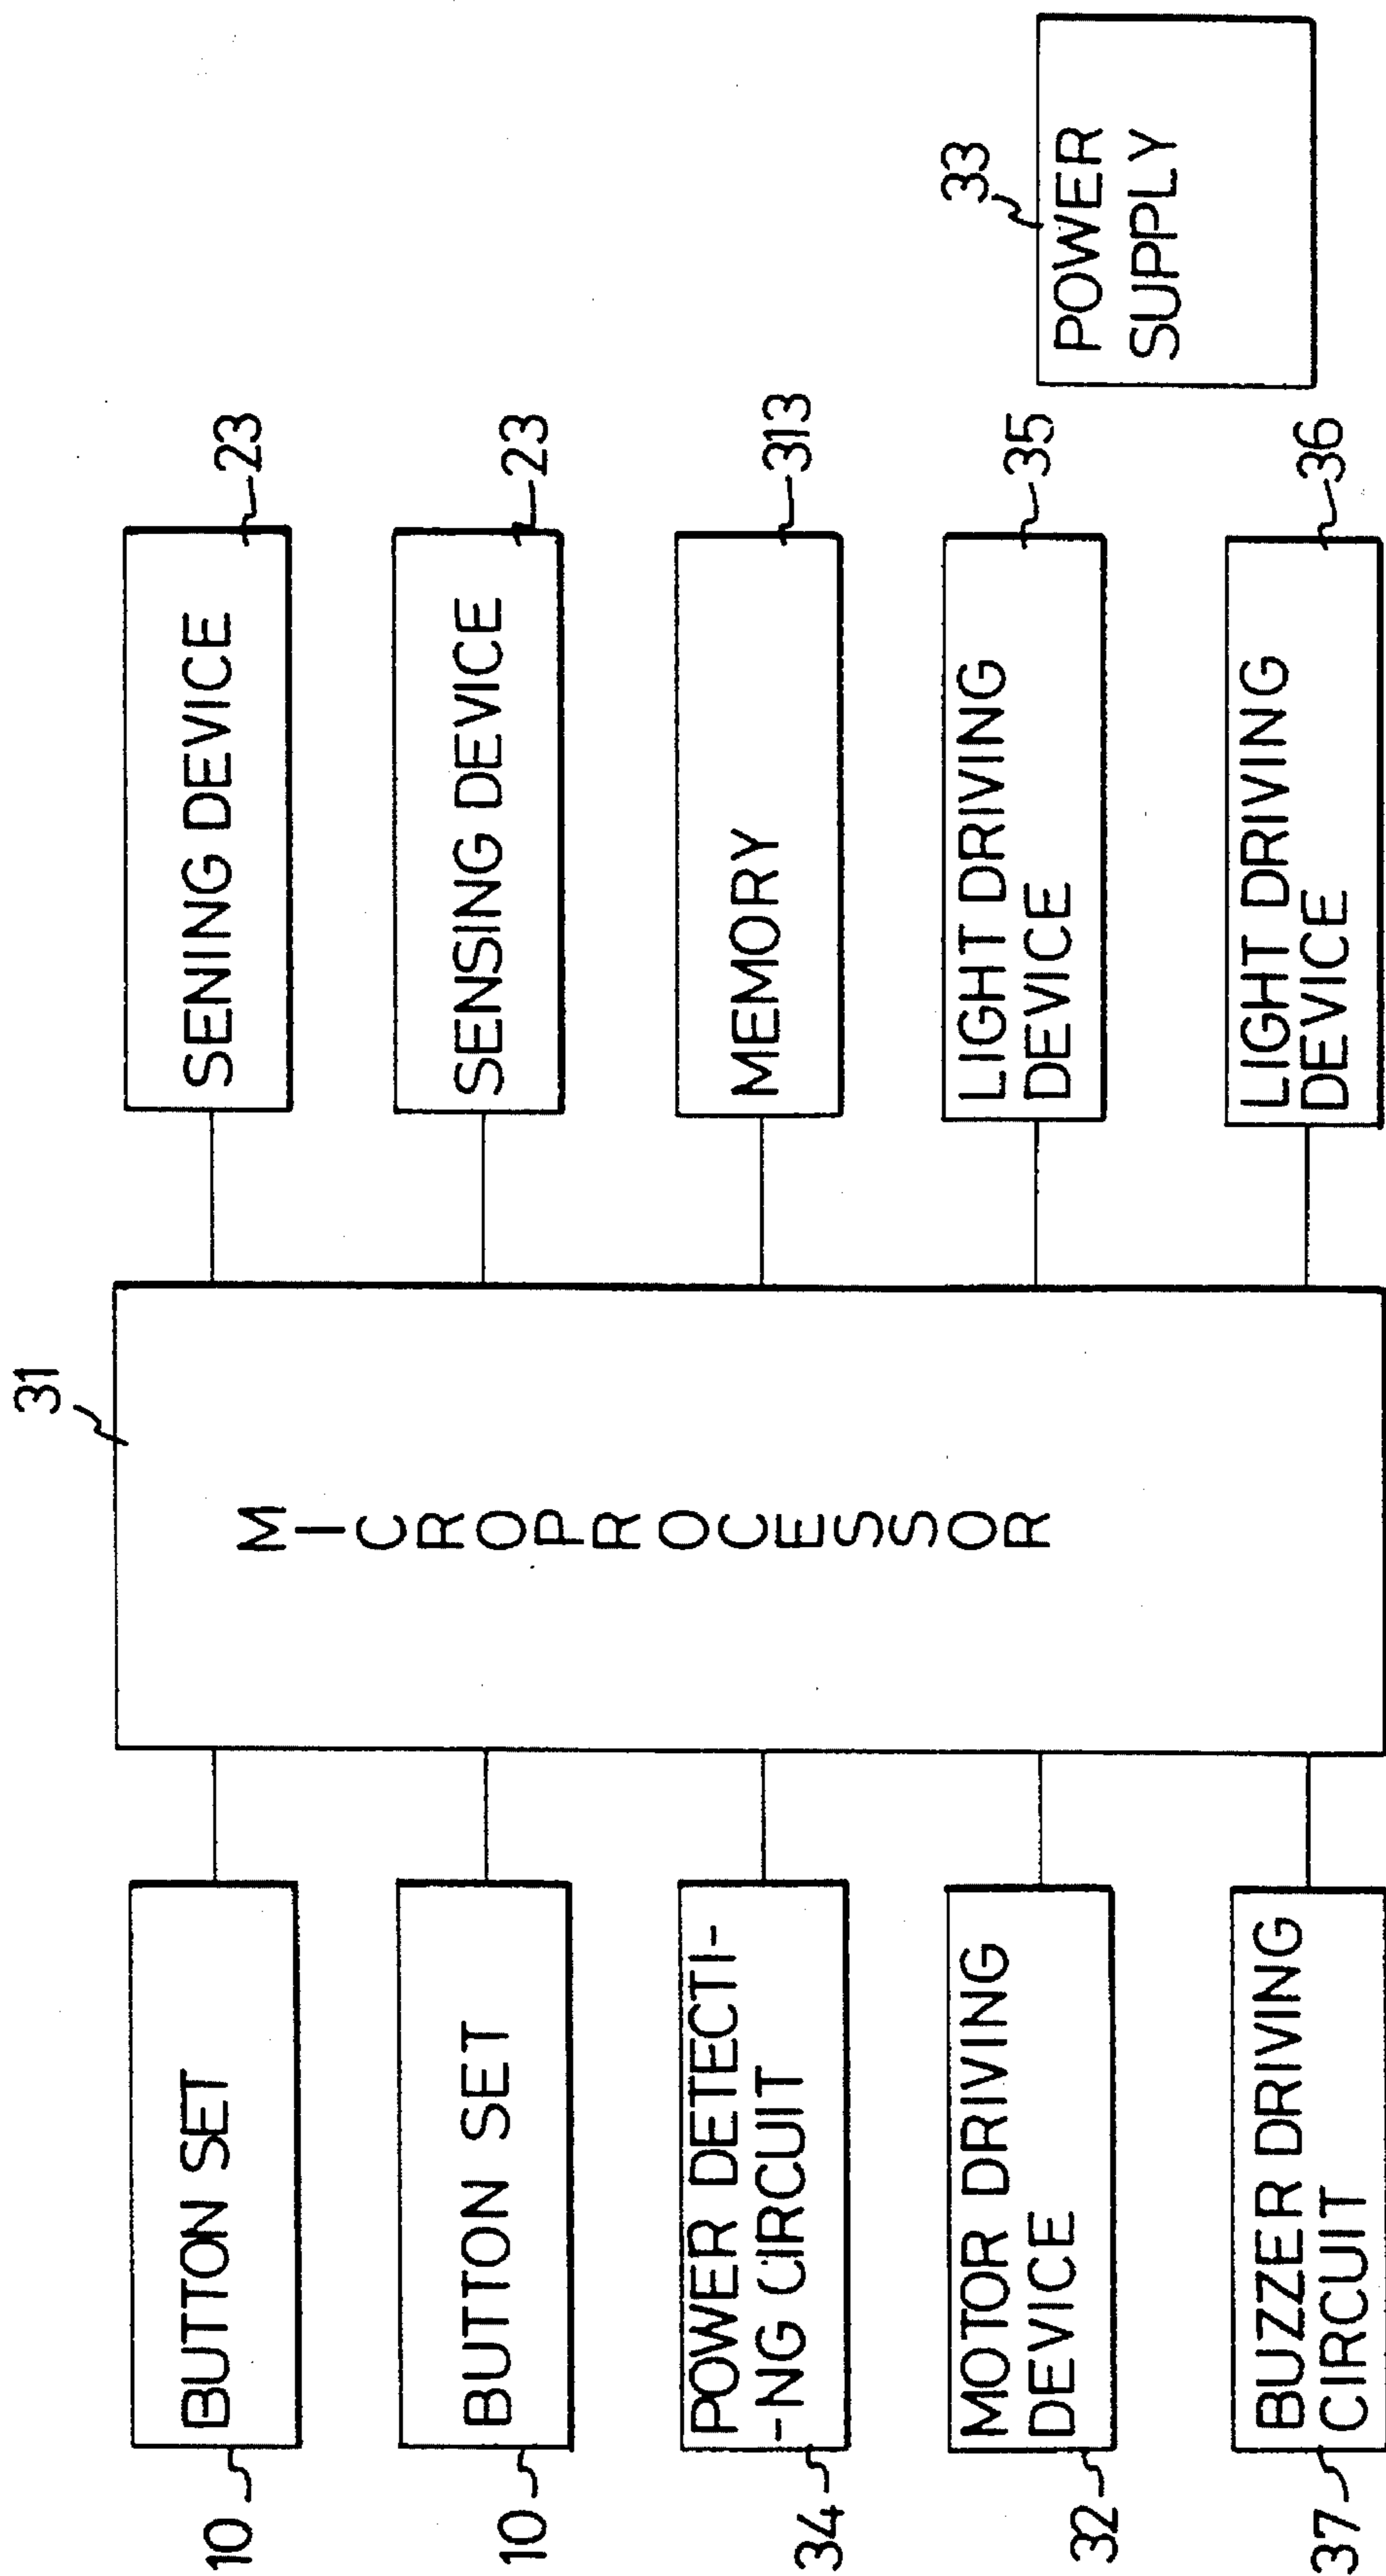 31
10
BUTTON SET
10
BUTTON SET
34
POWER DETECTI-
-NG CIRCUIT
32
MOTOR DRIVING
DEVICE
37
BUZZER DRIVING
CIRCUIT
MICROPROCESSOR
SENING DEVICE
23
SENSING DEVICE
23
MEMORY
313
LIGHT DRIVING
DEVICE
35
LIGHT DRIVING
DEVICE
36
33
POWER
SUPPLY